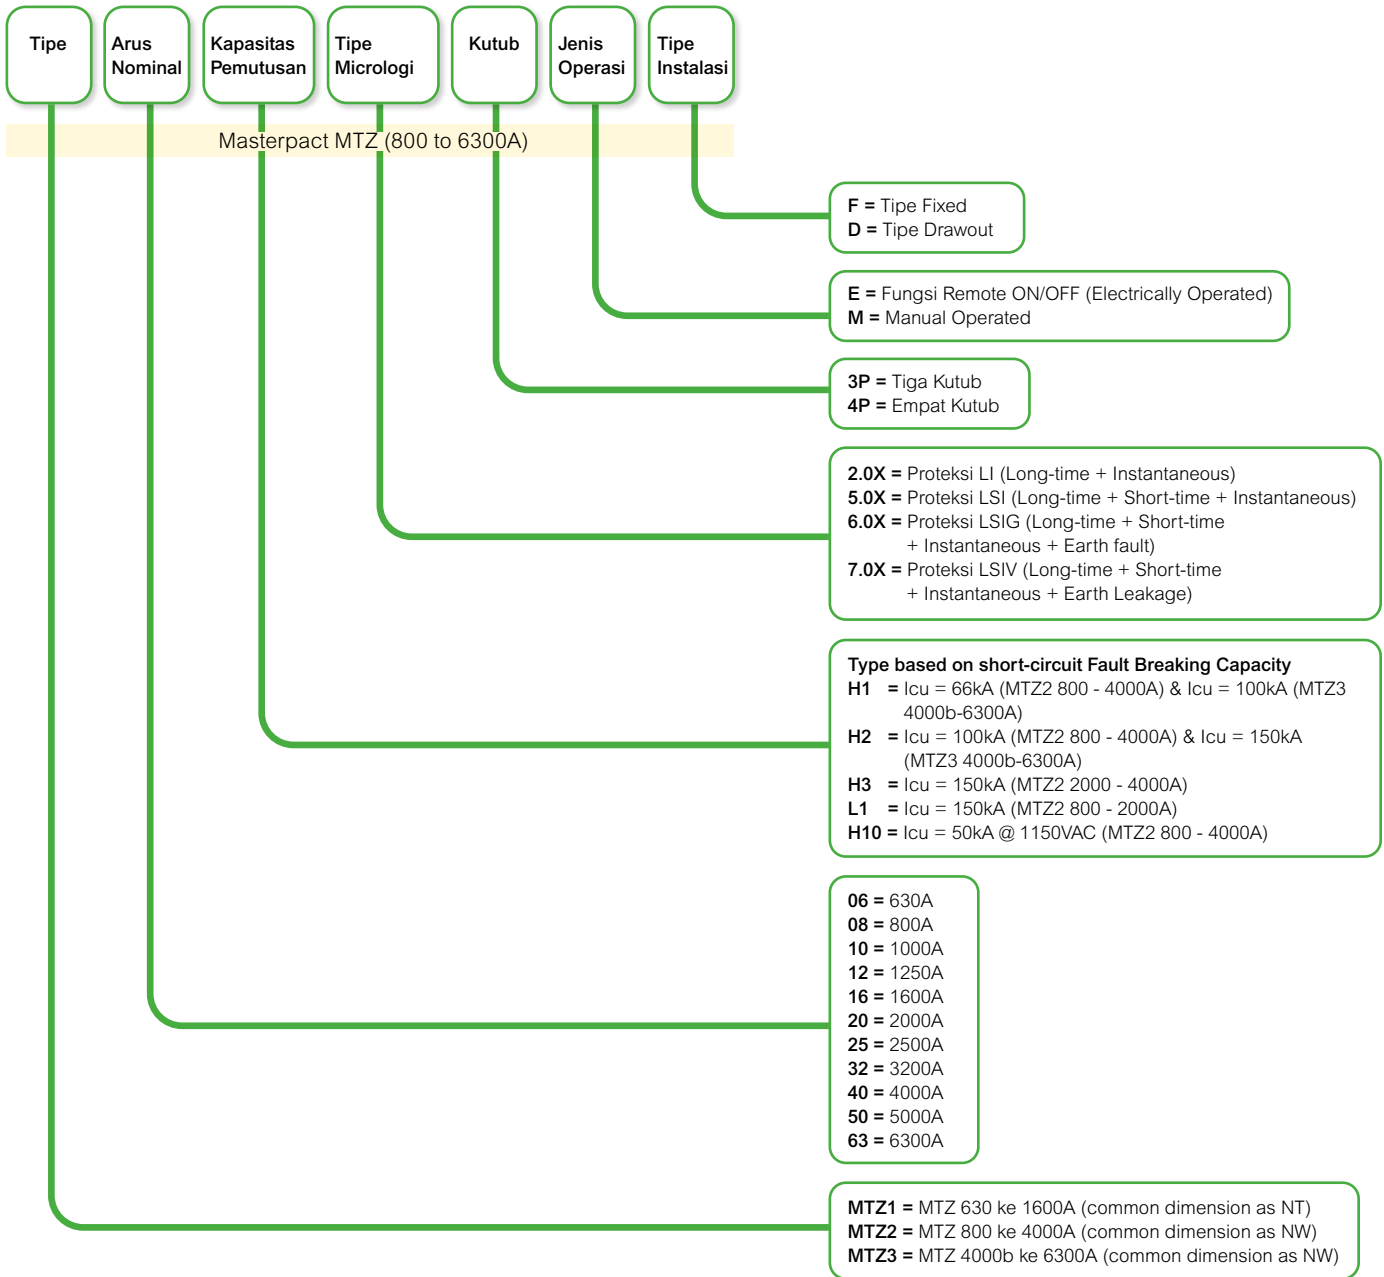 Tipe
Arus
Nominal
Kapasitas
Pemutusan
Tipe
Micrologi
Kutub
Jenis
Operasi
Tipe
Instalasi
Masterpact MTZ (800 to 6300A)
F = Tipe Fixed
D = Tipe Drawout
E = Fungsi Remote ON/OFF (Electrically Operated)
M = Manual Operated
3P = Tiga Kutub
4P = Empat Kutub
2.0X = Proteksi LI (Long-time + Instantaneous)
5.0X = Proteksi LSI (Long-time + Short-time + Instantaneous)
6.0X = Proteksi LSIG (Long-time + Short-time
+ Instantaneous + Earth fault)
7.0X = Proteksi LSIV (Long-time + Short-time
+ Instantaneous + Earth Leakage)
Type based on short-circuit Fault Breaking Capacity
H1 = Icu = 66kA (MTZ2 800 - 4000A) & Icu = 100kA (MTZ3
4000b-6300A)
H2 = Icu = 100kA (MTZ2 800 - 4000A) & Icu = 150kA
(MTZ3 4000b-6300A)
H3 = Icu = 150kA (MTZ2 2000 - 4000A)
L1 = Icu = 150kA (MTZ2 800 - 2000A)
H10 = Icu = 50kA @ 1150VAC (MTZ2 800 - 4000A)
06 = 630A
08 = 800A
10 = 1000A
12 = 1250A
16 = 1600A
20 = 2000A
25 = 2500A
32 = 3200A
40 = 4000A
50 = 5000A
63 = 6300A
MTZ1 = MTZ 630 ke 1600A (common dimension as NT)
MTZ2 = MTZ 800 ke 4000A (common dimension as NW)
MTZ3 = MTZ 4000b ke 6300A (common dimension as NW)